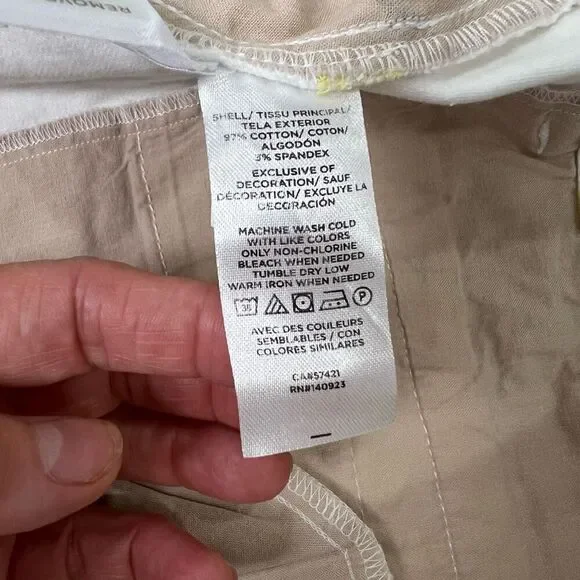 REMOVE
SHELL/ TISSU PRINCIPAL/
TELA EXTERIOR
97% COTTON/ COTON/
ALGODÓN
3% SPANDEX
EXCLUSIVE OF
DECORATION/ SAUF
DÉCORATION/ EXCLUYE LA
DECORACIÓN
MACHINE WASH COLD
WITH LIKE COLORS
ONLY NON-CHLORINE
BLEACH WHEN NEEDED
TUMBLE DRY LOW
WARM IRON WHEN NEEDED
P
AVEC DES COULEURS
SEMBLABLES / CON
COLORES SIMILARES
CA#57421
RN#140923